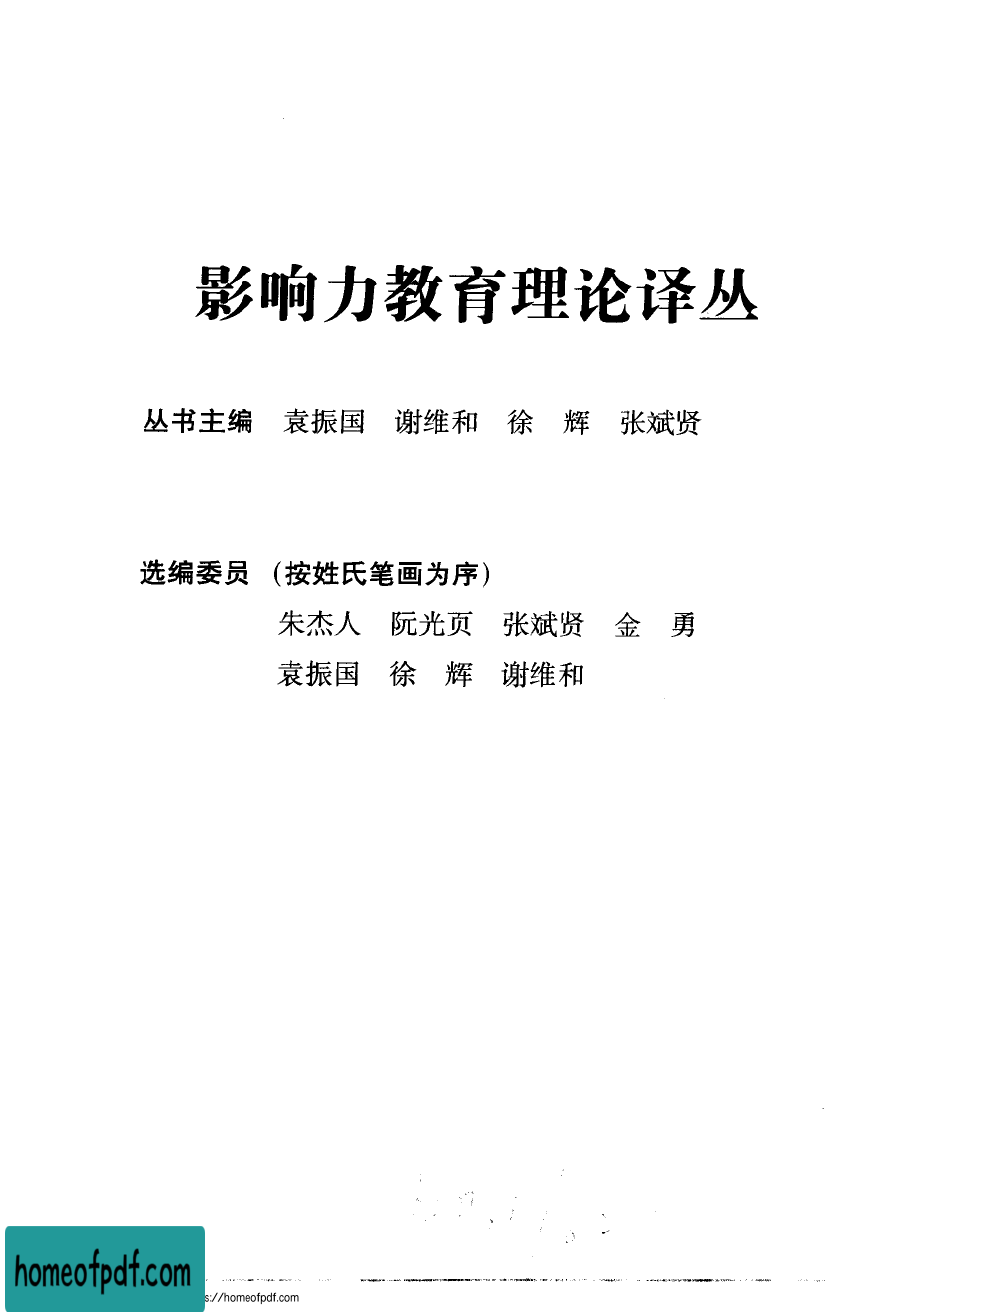 影响力教育理论译丛
丛书主编 袁振国 谢维和 徐 辉 张斌贤
选编委员 (按姓氏笔画为序)
朱杰人 阮光页 张斌贤 金 勇
袁振国 徐 辉 谢维和
homeofpdf.com
s://homeofpdf.com